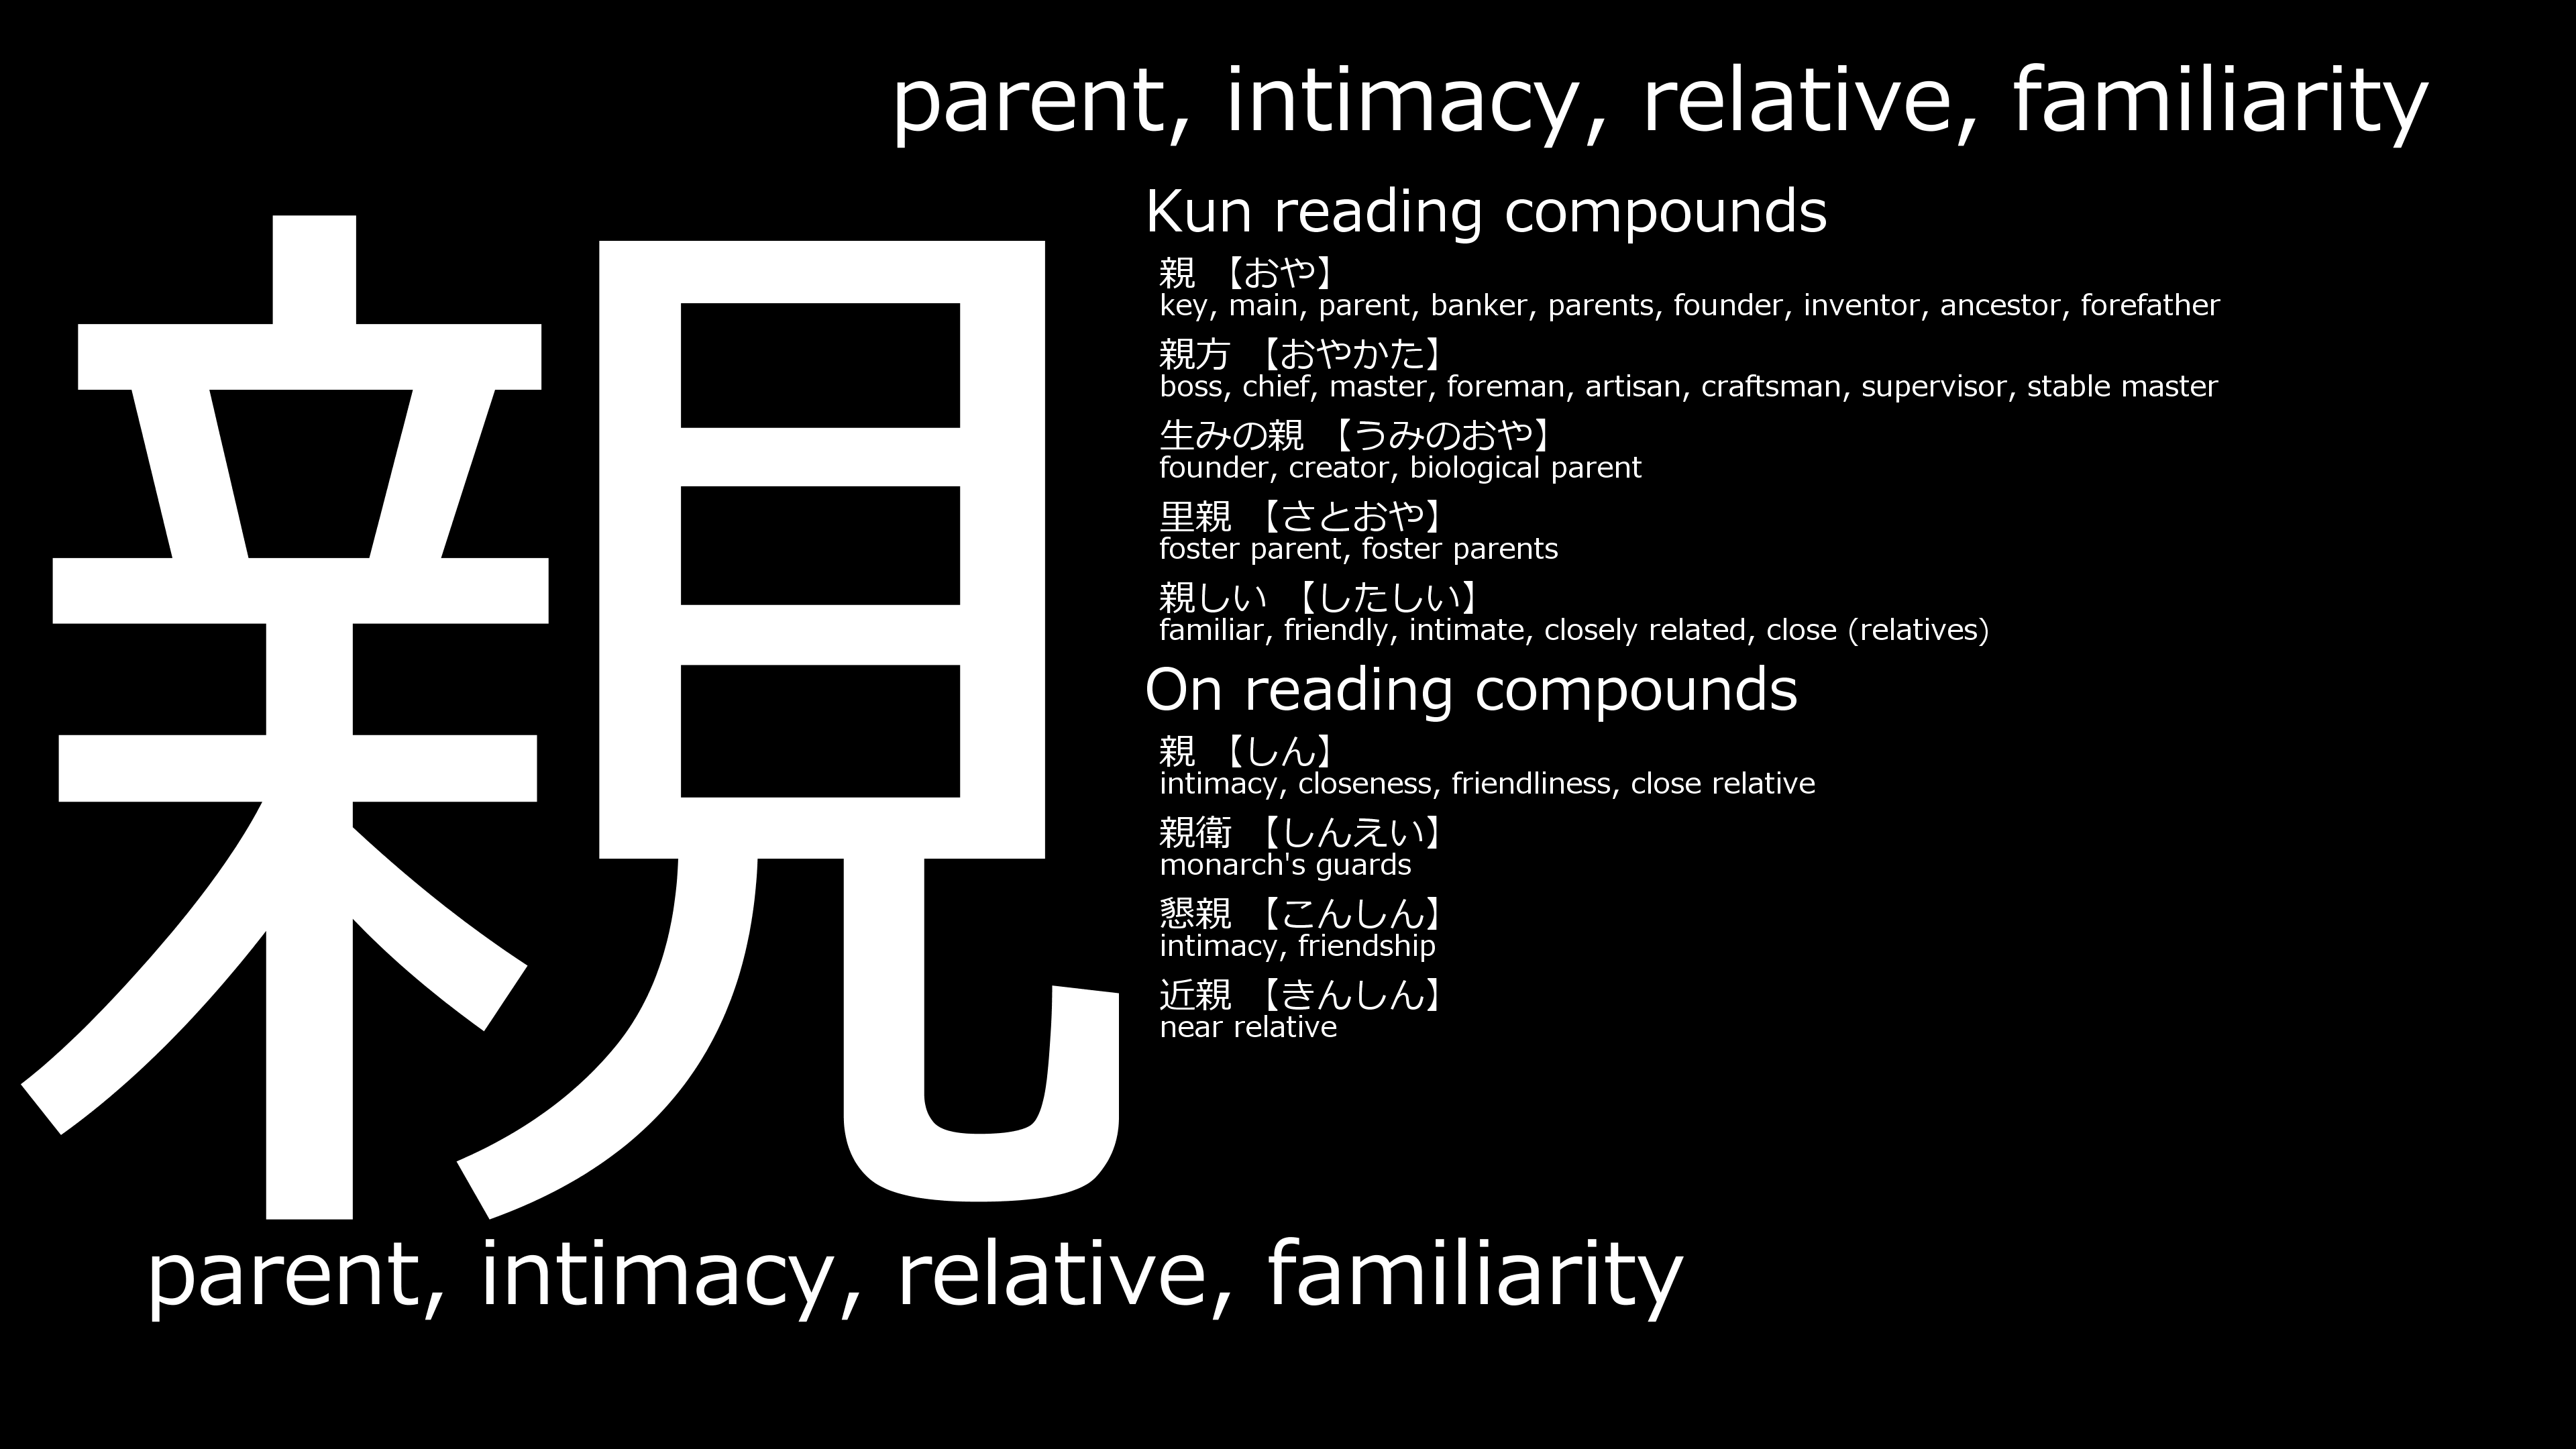 parent, intimacy, relative, familiarity
親
Kun reading compounds
親 【おや】
key, main, parent, banker, parents, founder, inventor, ancestor, forefather
親方 【おやかた】
boss, chief, master, foreman, artisan, craftsman, supervisor, stable master
生みの親 【うみのおや】
founder, creator, biological parent
里親 【さとおや】
foster parent, foster parents
親しい 【したしい】
familiar, friendly, intimate, closely related, close (relatives)
On reading compounds
親 【しん】
intimacy, closeness, friendliness, close relative
親衛 【しんえい】
monarch's guards
懇親 【こんしん】
intimacy, friendship
近親 【きんしん】
near relative
parent, intimacy, relative, familiarity